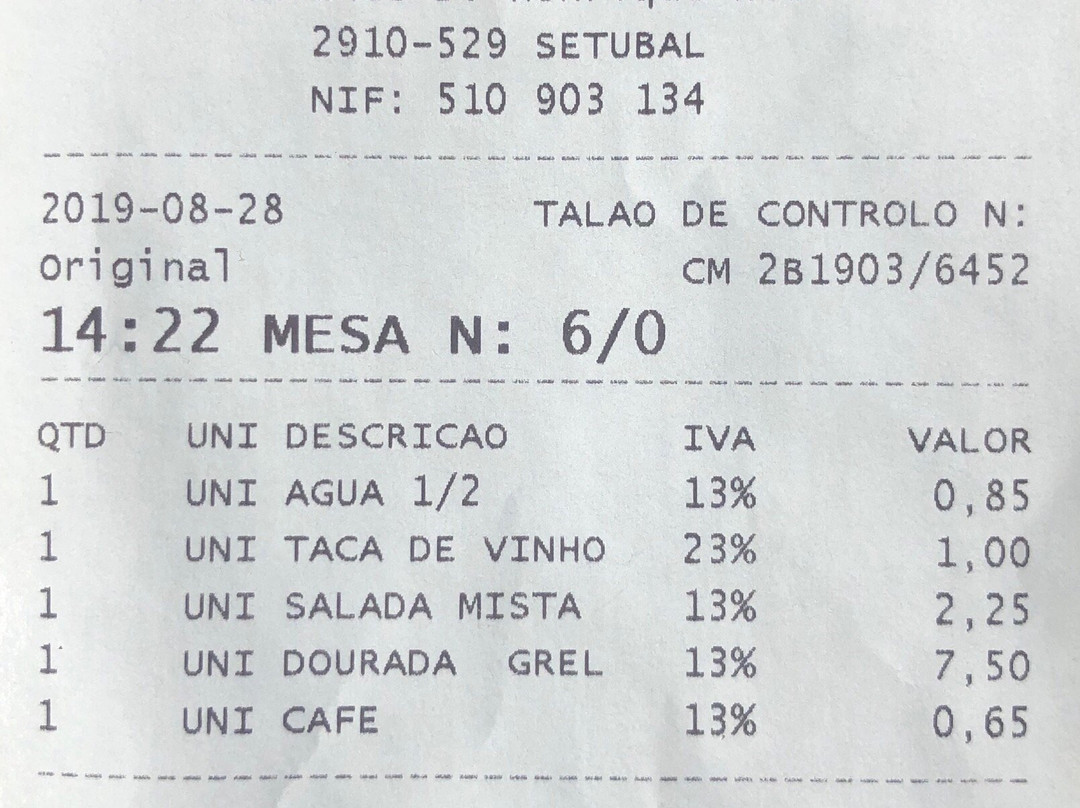 2910-529 SETUBAL
NIF: 510 903 134
2019-08-28 TALAO DE CONTROLO N:
Original CM 2B1903/6452
14:22 MESA N: 6/0
QTD UNI DESCRICAO IVA VALOR
1 UNI AGUA 1/2 13% 0,85
1 UNI TACA DE VINHO 23% 1,00
1 UNI SALADA MISTA 13% 2,25
1 UNI DOURADA GREL 13% 7,50
1 UNI CAFE 13% 0,65